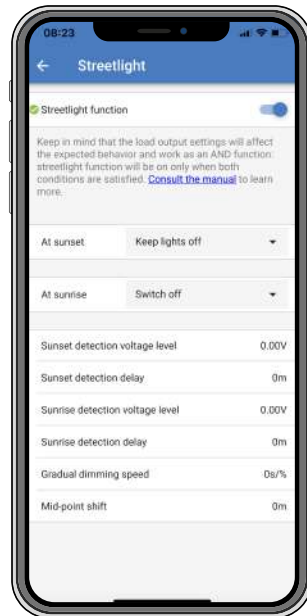 08:23
Streetlight
Streetlight function
Keep in mind that the load output settings will affect
the expected behavior and work as an AND function:
streetlight function will be on only when both
conditions are satisfied. Consult the manual to learn
more.
At sunset Keep lights off
At sunrise Switch off
Sunset detection voltage level 0.00V
Sunset detection delay 0m
Sunrise detection voltage level 0.00V
Sunrise detection delay 0m
Gradual dimming speed 0s/%
Mid-point shift 0m